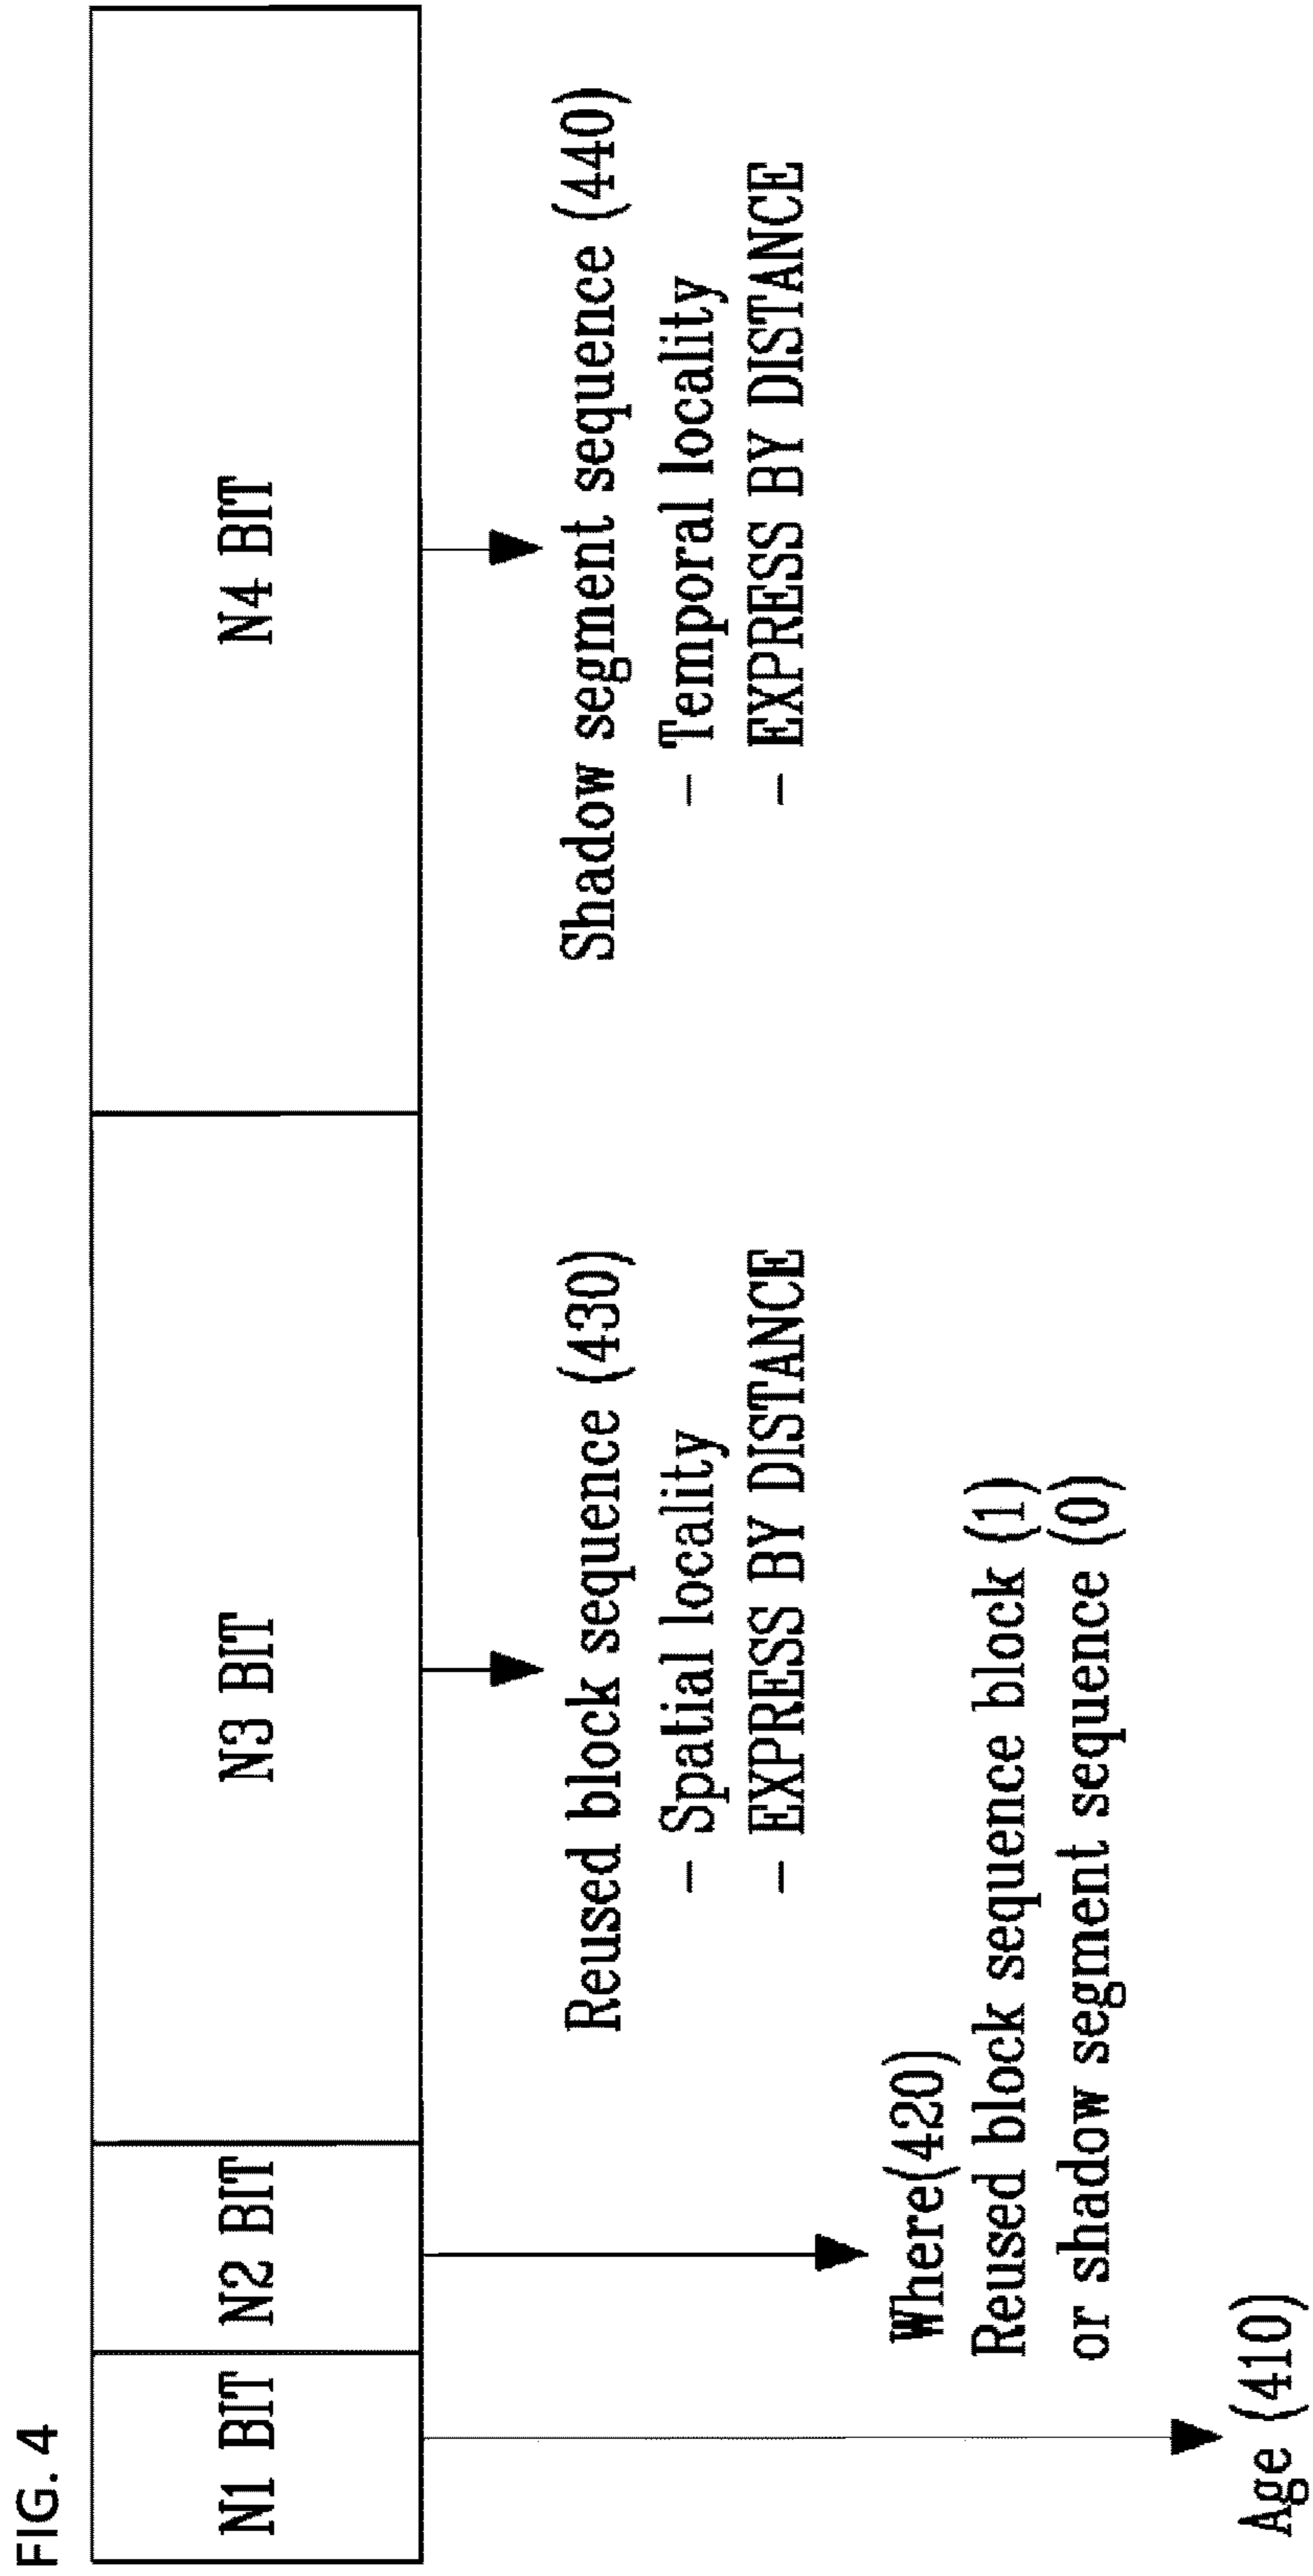 FIG. 4
N1 BIT
N2 BIT
N3 BIT
N4 BIT
Age (410)
Where(420)
Reused block sequence block (1)
or shadow segment sequence (0)
Reused block sequence (430)
- Spatial locality
- EXPRESS BY DISTANCE
Shadow segment sequence (440)
- Temporal locality
- EXPRESS BY DISTANCE